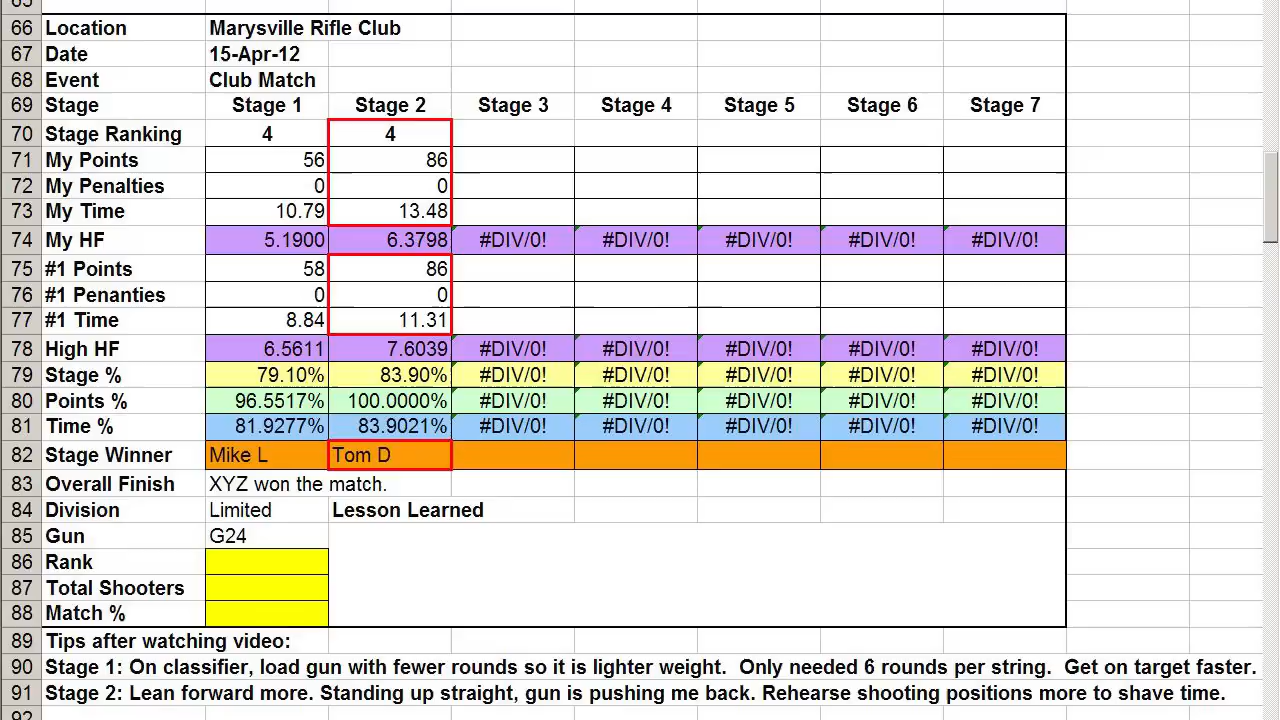 66 Location Marysville Rifle Club
67 Date 15-Apr-12
68 Event Club Match
69 Stage Stage 1 Stage 2 Stage 3 Stage 4 Stage 5 Stage 6 Stage 7
70 Stage Ranking 4 4
71 My Points 56 86
72 My Penalties 0 0
73 My Time 10.79 13.48
74 My HF 5.1900 6.3798 #DIV/0! #DIV/0! #DIV/0! #DIV/0! #DIV/0!
75 #1 Points 58 86
76 #1 Penanties 0 0
77 #1 Time 8.84 11.31
78 High HF 6.5611 7.6039 #DIV/0! #DIV/0! #DIV/0! #DIV/0! #DIV/0!
79 Stage % 79.10% 83.90% #DIV/0! #DIV/0! #DIV/0! #DIV/0! #DIV/0!
80 Points % 96.5517% 100.0000% #DIV/0! #DIV/0! #DIV/0! #DIV/0! #DIV/0!
81 Time % 81.9277% 83.9021% #DIV/0! #DIV/0! #DIV/0! #DIV/0! #DIV/0!
82 Stage Winner Mike L Tom D
83 Overall Finish XYZ won the match.
84 Division Limited Lesson Learned
85 Gun G24
86 Rank
87 Total Shooters
88 Match %
89 Tips after watching video:
90 Stage 1: On classifier, load gun with fewer rounds so it is lighter weight. Only needed 6 rounds per string. Get on target faster.
91 Stage 2: Lean forward more. Standing up straight, gun is pushing me back. Rehearse shooting positions more to shave time.